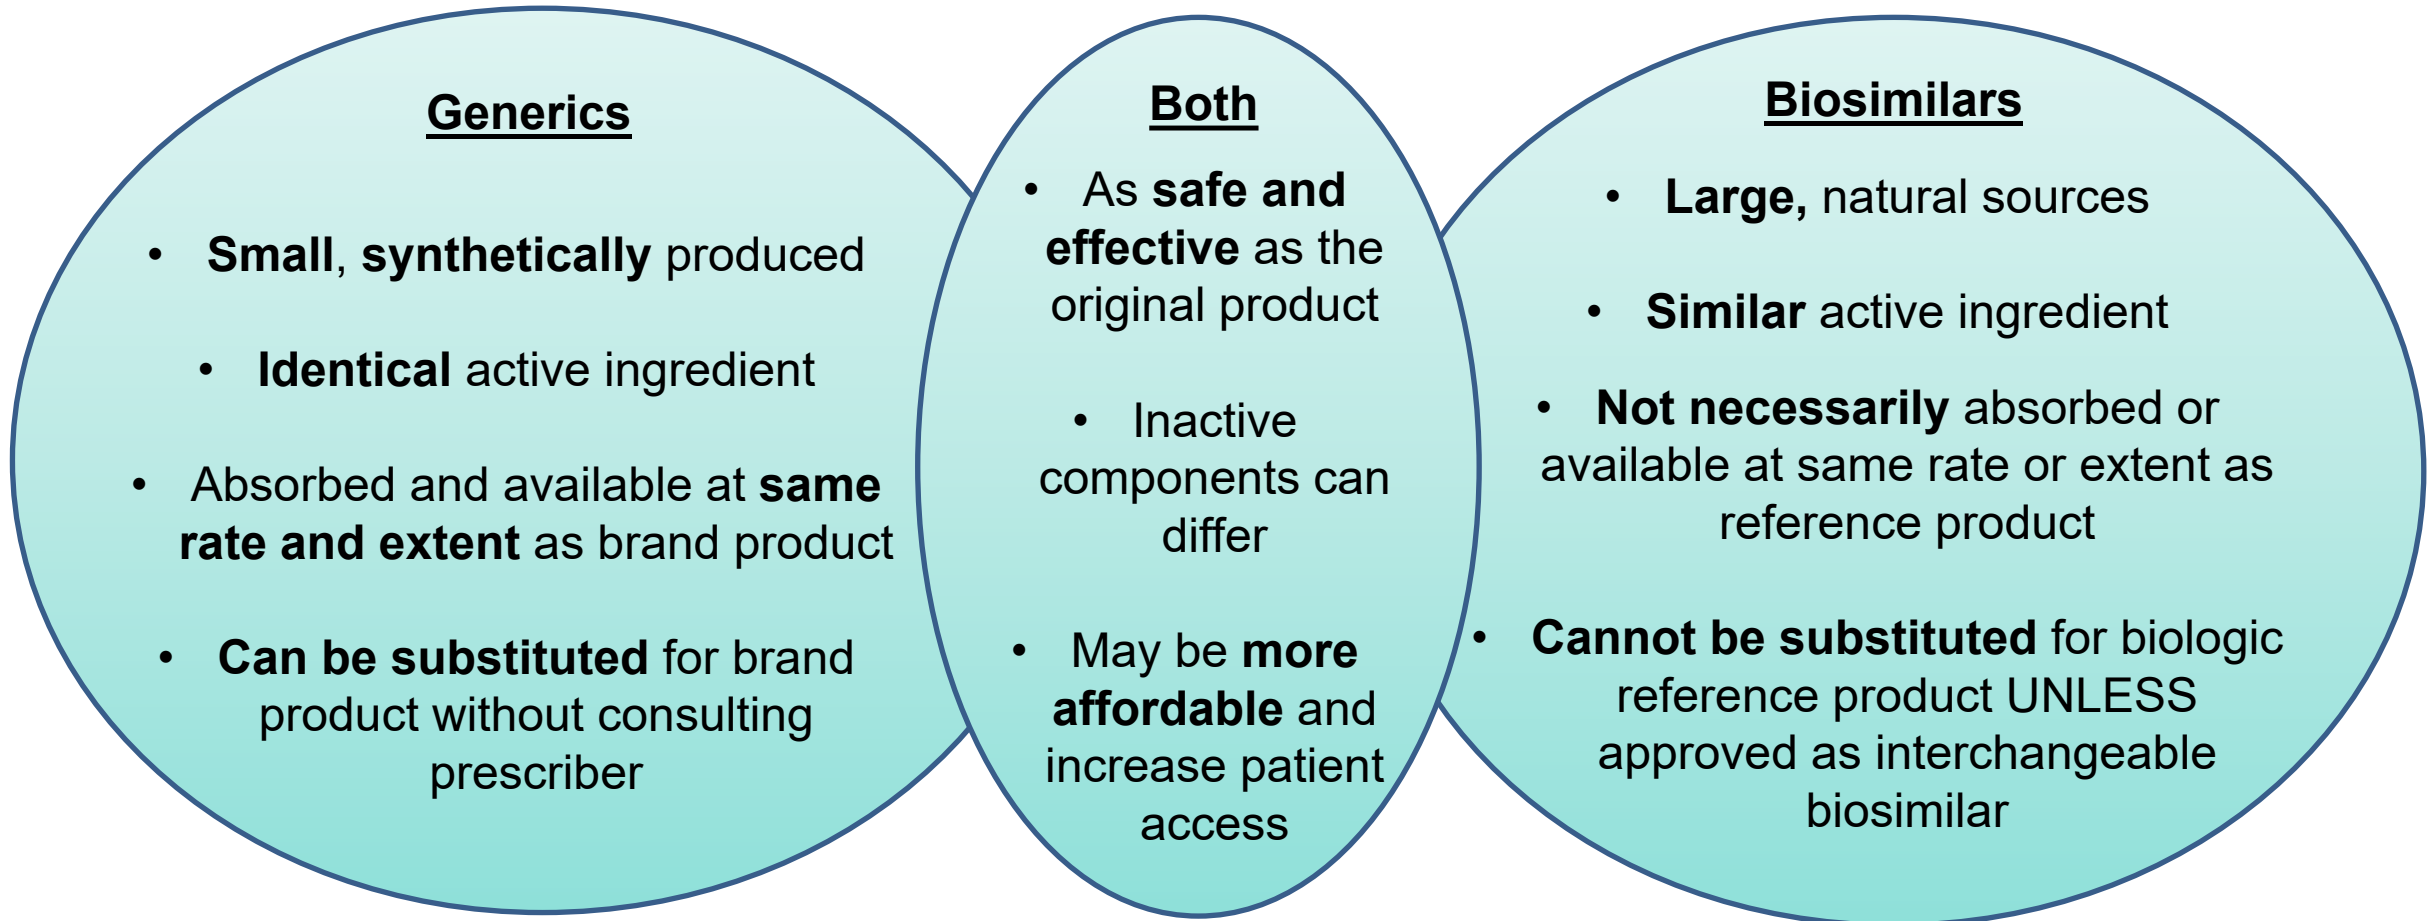 Generics
• Small, synthetically produced
• Identical active ingredient
• Absorbed and available at same
rate and extent as brand product
• Can be substituted for brand
product without consulting
prescriber
Both
• As safe and
effective as the
original product
• Inactive
components can
differ
• May be more
affordable and
increase patient
access
Biosimilars
• Large, natural sources
• Similar active ingredient
• Not necessarily absorbed or
available at same rate or extent as
reference product
• Cannot be substituted for biologic
reference product UNLESS
approved as interchangeable
biosimilar